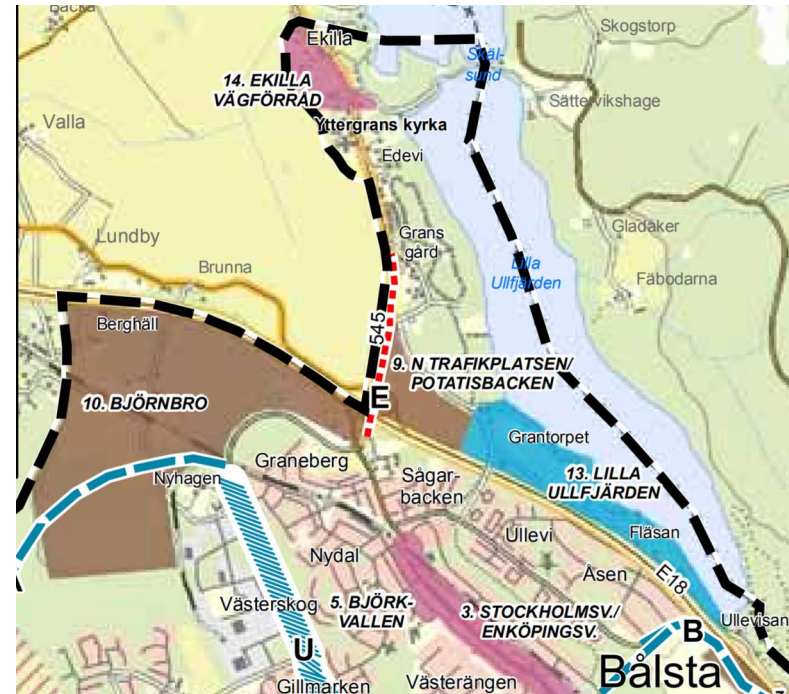 Backa
Ekilla
Skogstorp
Skäl-
sund
14. EKILLA
VÄGFÖRRÅD
Sättervikshage
Valla
Yttergrans kyrka
Edevi
Lundby
Grans
gård
Gladåker
Brunna
Lilla
Ullfjärden
Fäbodarna
Berghäll
545
9. N TRAFIKPLATSEN/
POTATISBACKEN
E
10. BJÖRNBRO
Grantorpet
Graneberg
Nyhagen
Sågar-
backen
13. LILLA
ULLFJÄRDEN
Ullevi
Fläsan
Nydal
Åsen
E18
Västerskog
5. BJÖRK-
VALLEN
3. STOCKHOLMSV./
ENKÖPINGSV.
Ullevisan
B
U
Bålsta
Gillmarken
Västerängen